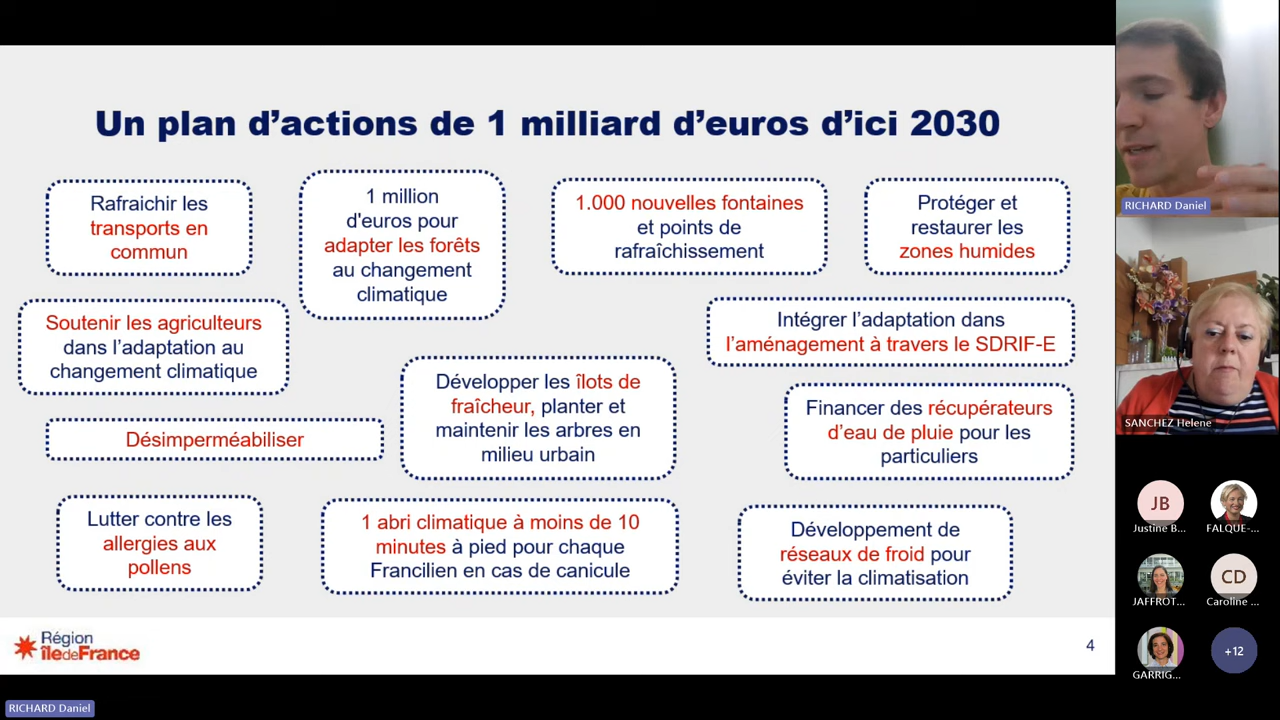 Un plan d’actions de 1 milliard d’euros d’ici 2030
Rafraichir les
transports en
commun
1 million
d'euros pour
adapter les forêts
au changement
climatique
1.000 nouvelles fontaines
et points de
rafraîchissement
Protéger et
restaurer les
zones humides
Soutenir les agriculteurs
dans l’adaptation au
changement climatique
Intégrer l’adaptation dans
l’aménagement à travers le SDRIF-E
Développer les îlots de
fraîcheur, planter et
maintenir les arbres en
milieu urbain
Financer des récupérateurs
d’eau de pluie pour les
particuliers
Désimperméabiliser
Lutter contre les
allergies aux
pollens
1 abri climatique à moins de 10
minutes à pied pour chaque
Francilien en cas de canicule
Développement de
réseaux de froid pour
éviter la climatisation
Région
îledeFrance
4
RICHARD Daniel
SANCHEZ Helene
JB
Justine B...
FALQUE-...
JAFFROT...
CD
Caroline ...
GARRIG...
+12
RICHARD Daniel